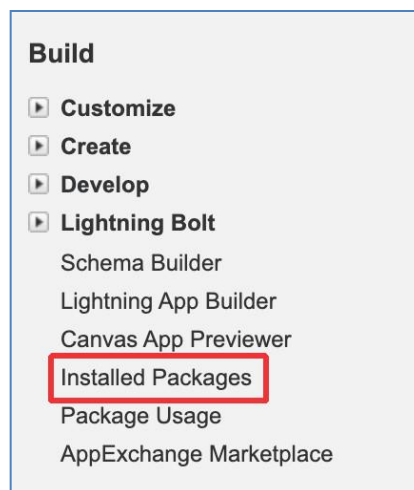 Build
Customize
Create
Develop
Lightning Bolt
Schema Builder
Lightning App Builder
Canvas App Previewer
Installed Packages
Package Usage
AppExchange Marketplace